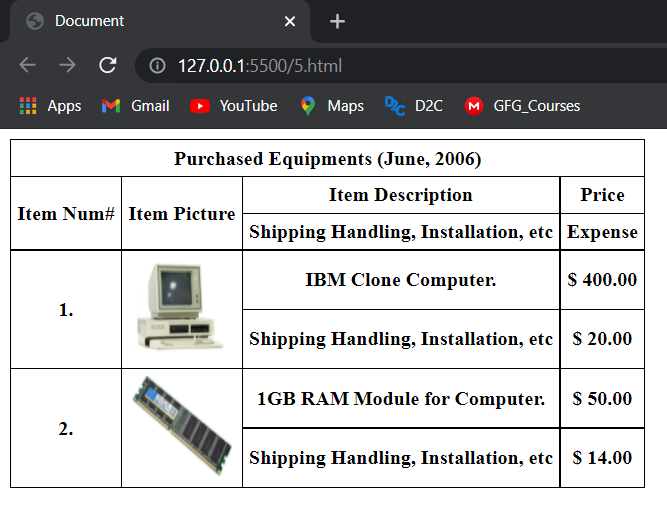 Document
127.0.0.1:5500/5.html
Apps Gmail YouTube Maps D2C GFG_Courses
Purchased Equipments (June, 2006)
Item Num# Item Picture Item Description Price
Shipping Handling, Installation, etc Expense
1. IBM Clone Computer. $ 400.00
Shipping Handling, Installation, etc $ 20.00
2. 1GB RAM Module for Computer. $ 50.00
Shipping Handling, Installation, etc $ 14.00